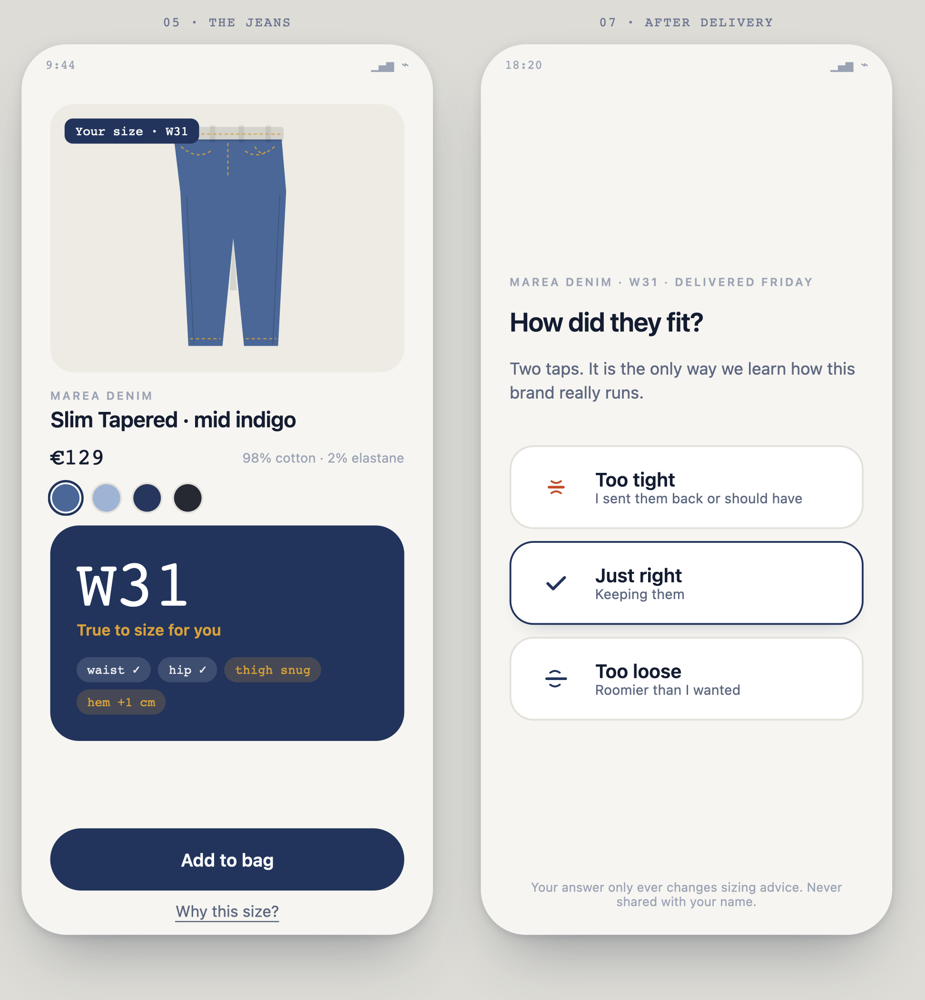 05 · THE JEANS
9:44
Your size · W31
MAREA DENIM
Slim Tapered · mid indigo
€129
98% cotton · 2% elastane
W31
True to size for you
waist ✓
hip ✓
thigh snug
hem +1 cm
Add to bag
Why this size?
07 · AFTER DELIVERY
18:20
MAREA DENIM · W31 · DELIVERED FRIDAY
How did they fit?
Two taps. It is the only way we learn how this
brand really runs.
Too tight
I sent them back or should have
Just right
Keeping them
Too loose
Roomier than I wanted
Your answer only ever changes sizing advice. Never
shared with your name.